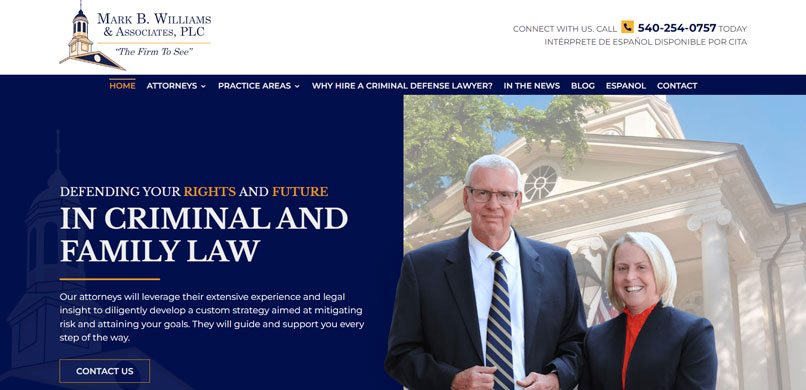 MARK B. WILLIAMS
& ASSOCIATES, PLC
"The Firm To See"
CONNECT WITH US. CALL 540-254-0757 TODAY
INTÉRPRETE DE ESPAÑOL DISPONIBLE POR CITA
HOME ATTORNEYS PRACTICE AREAS WHY HIRE A CRIMINAL DEFENSE LAWYER? IN THE NEWS BLOG ESPANOL CONTACT
DEFENDING YOUR RIGHTS AND FUTURE
IN CRIMINAL AND
FAMILY LAW
Our attorneys will leverage their extensive experience and legal
insight to diligently develop a custom strategy aimed at mitigating
risk and attaining your goals. They will guide and support you every
step of the way.
CONTACT US